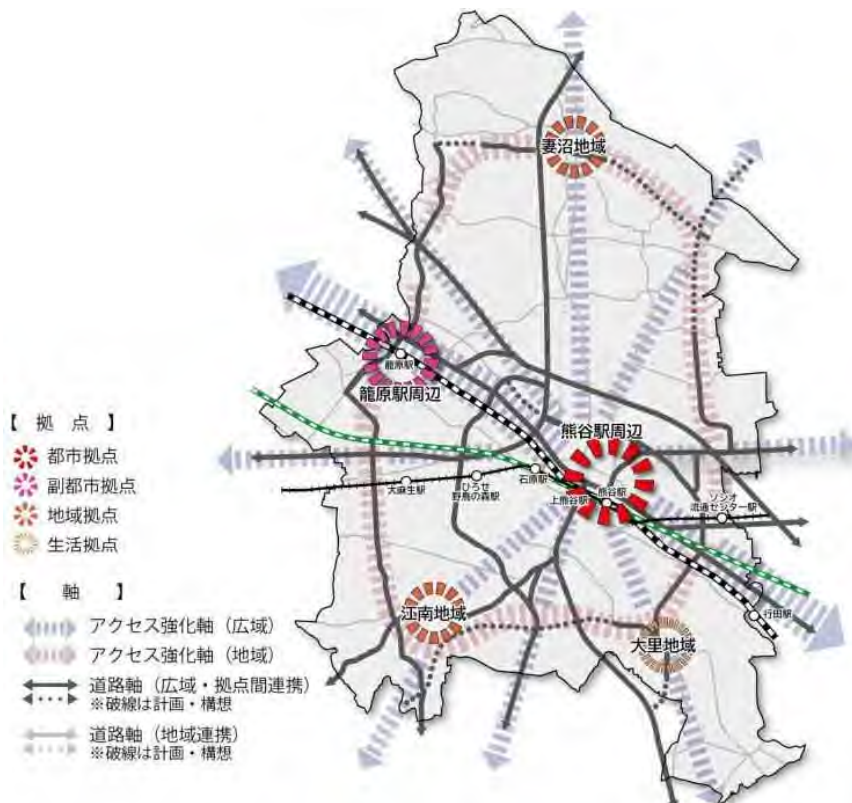 妻沼地域
籠原駅
籠原駅周辺
熊谷駅周辺
石原駅
上熊谷駅
熊谷駅
大麻生駅
ひろせ
野鳥の森駅
ソシオ
流通センター駅
行田駅
江南地域
大里地域
【 拠 点 】
都市拠点
副都市拠点
地域拠点
生活拠点
【 軸 】
アクセス強化軸（広域）
アクセス強化軸（地域）
道路軸（広域・拠点間連携）
※破線は計画・構想
道路軸（地域連携）
※破線は計画・構想